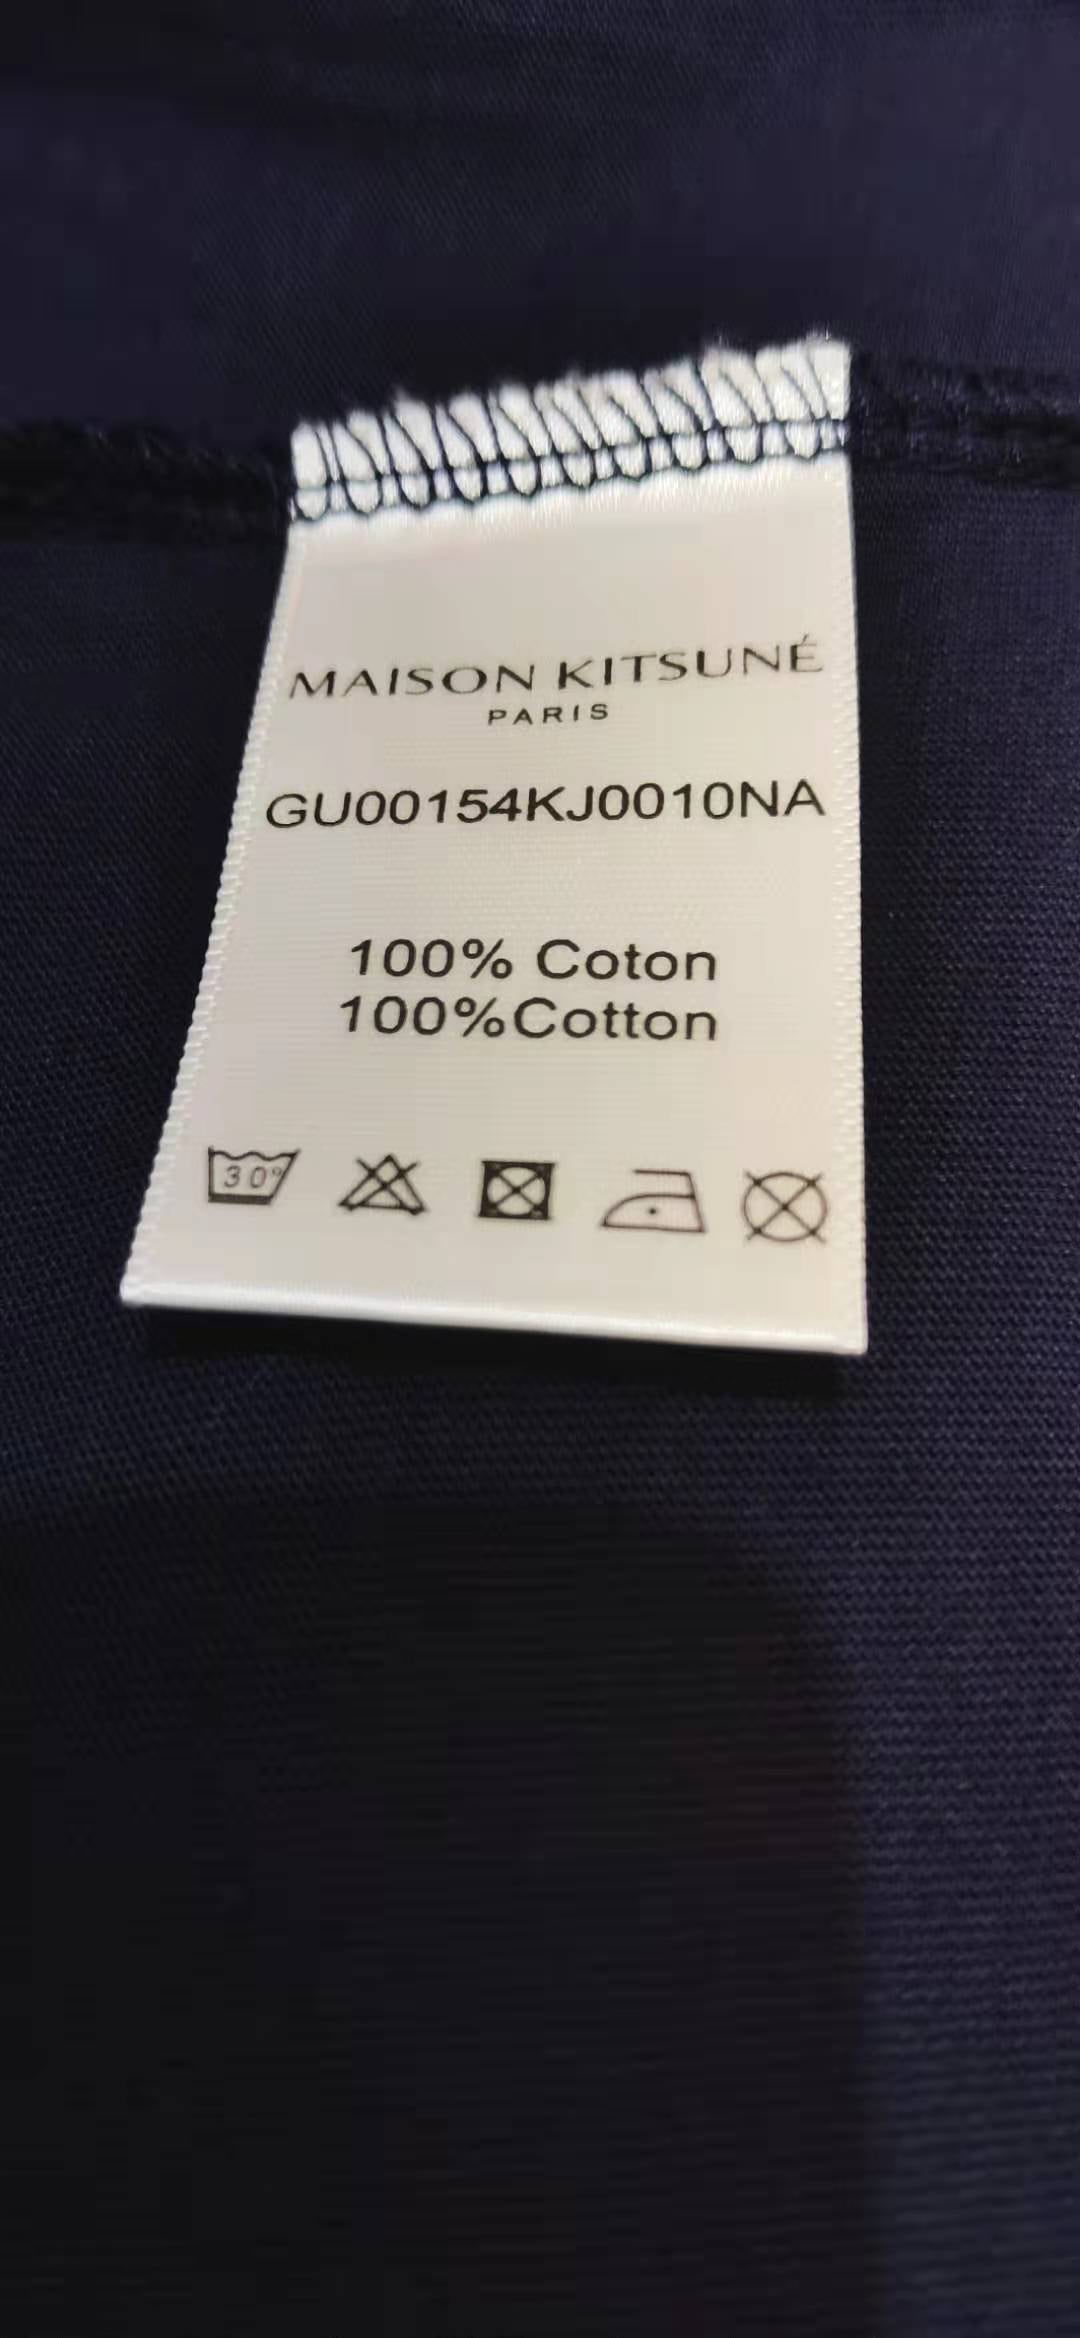 MAISON KITSUNÉ
PARIS
GU00154KJ0010NA
100% Coton
100%Cotton
30°